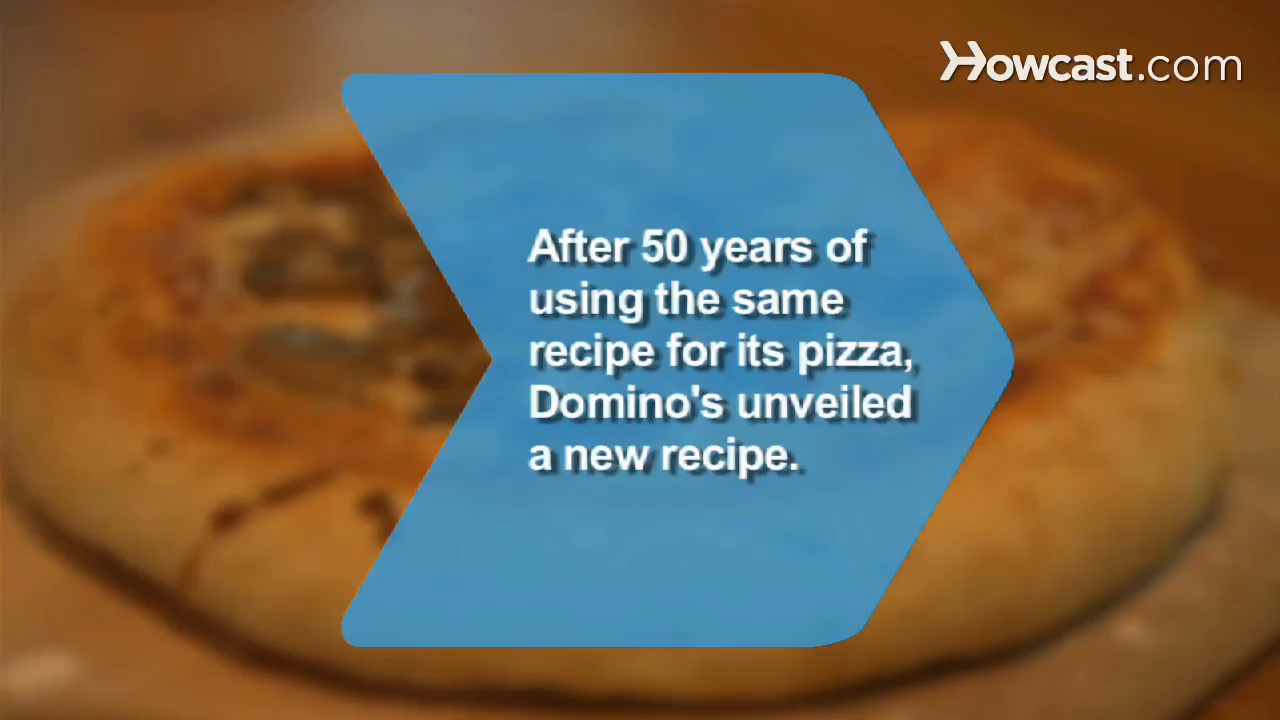 Howcast.com
After 50 years of
using the same
recipe for its pizza,
Domino's unveiled
a new recipe.